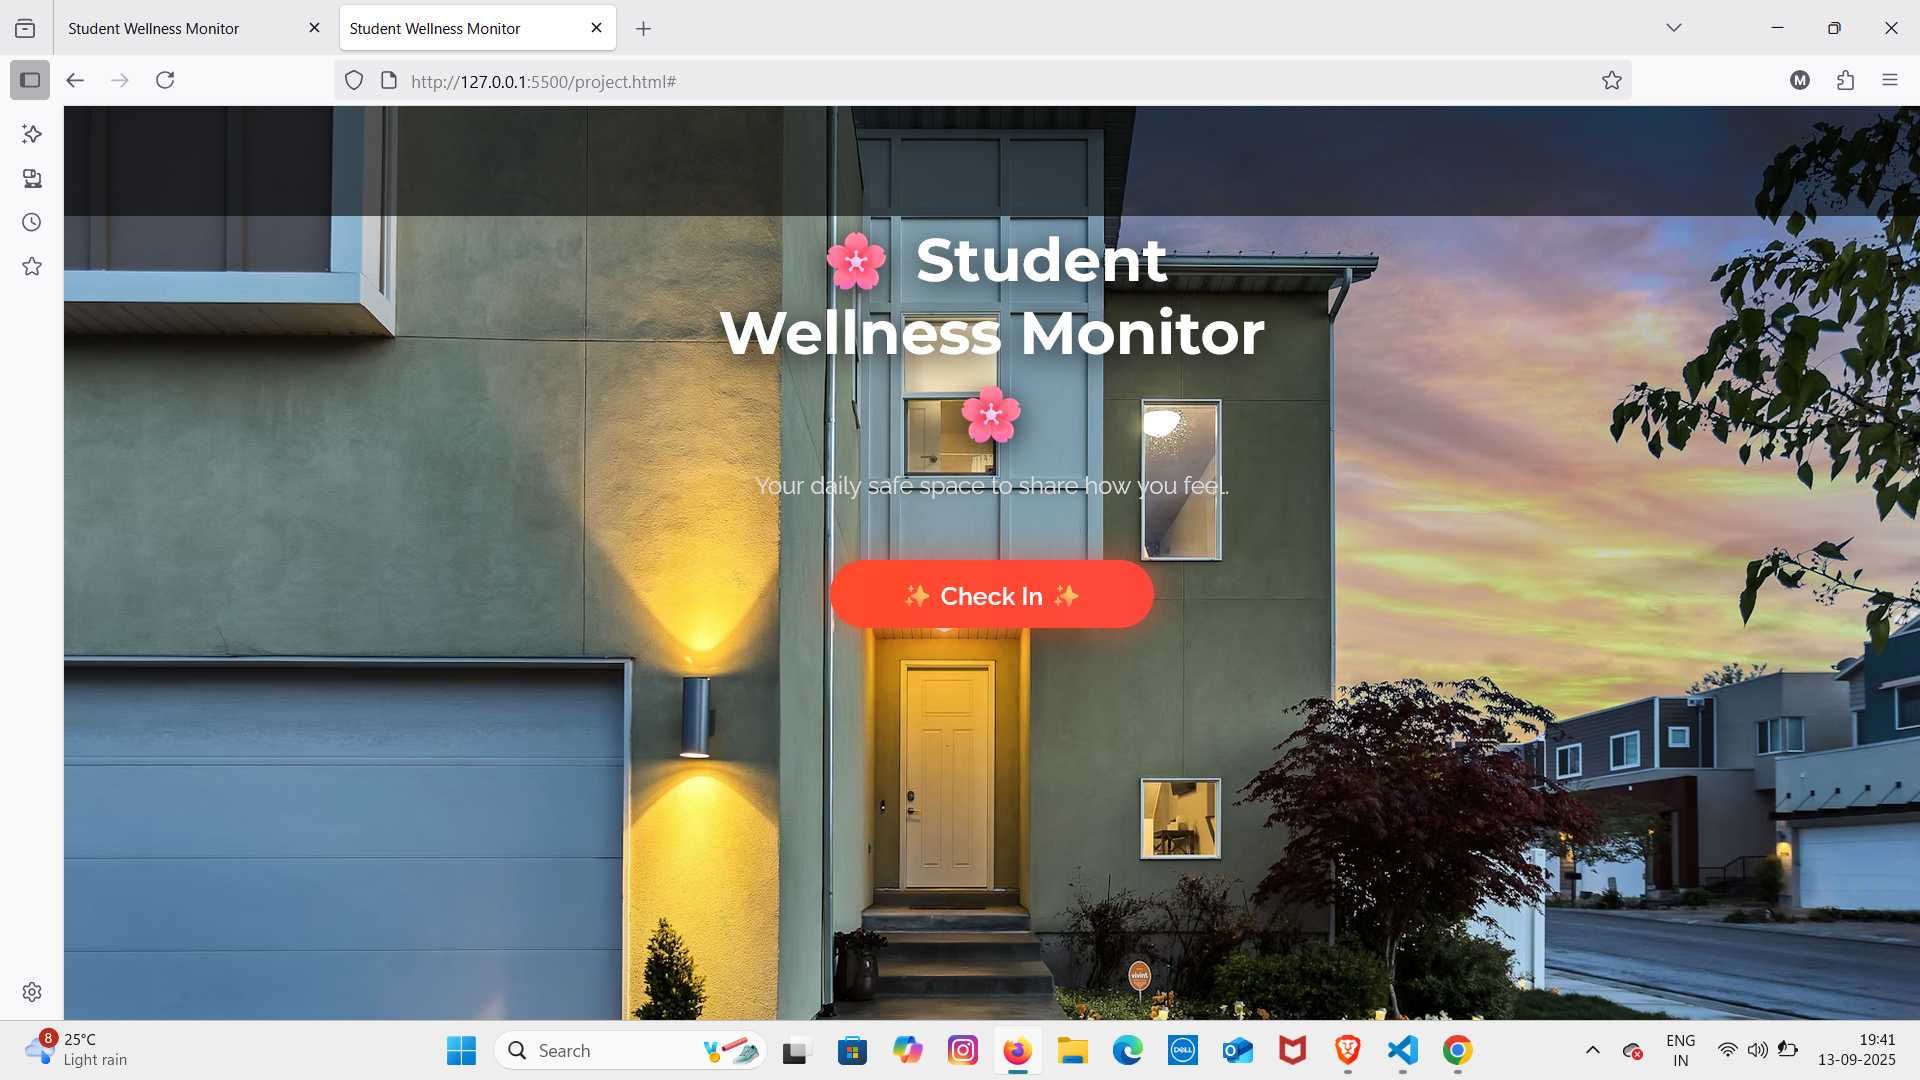 Student Wellness Monitor
Student Wellness Monitor
http://127.0.0.1:5500/project.html#
M
🌸 Student
Wellness Monitor
🌸
Your daily safe space to share how you feel..
✨ Check In ✨
vivint
8
25°C
Light rain
Search
DELL
ENG
IN
19:41
13-09-2025